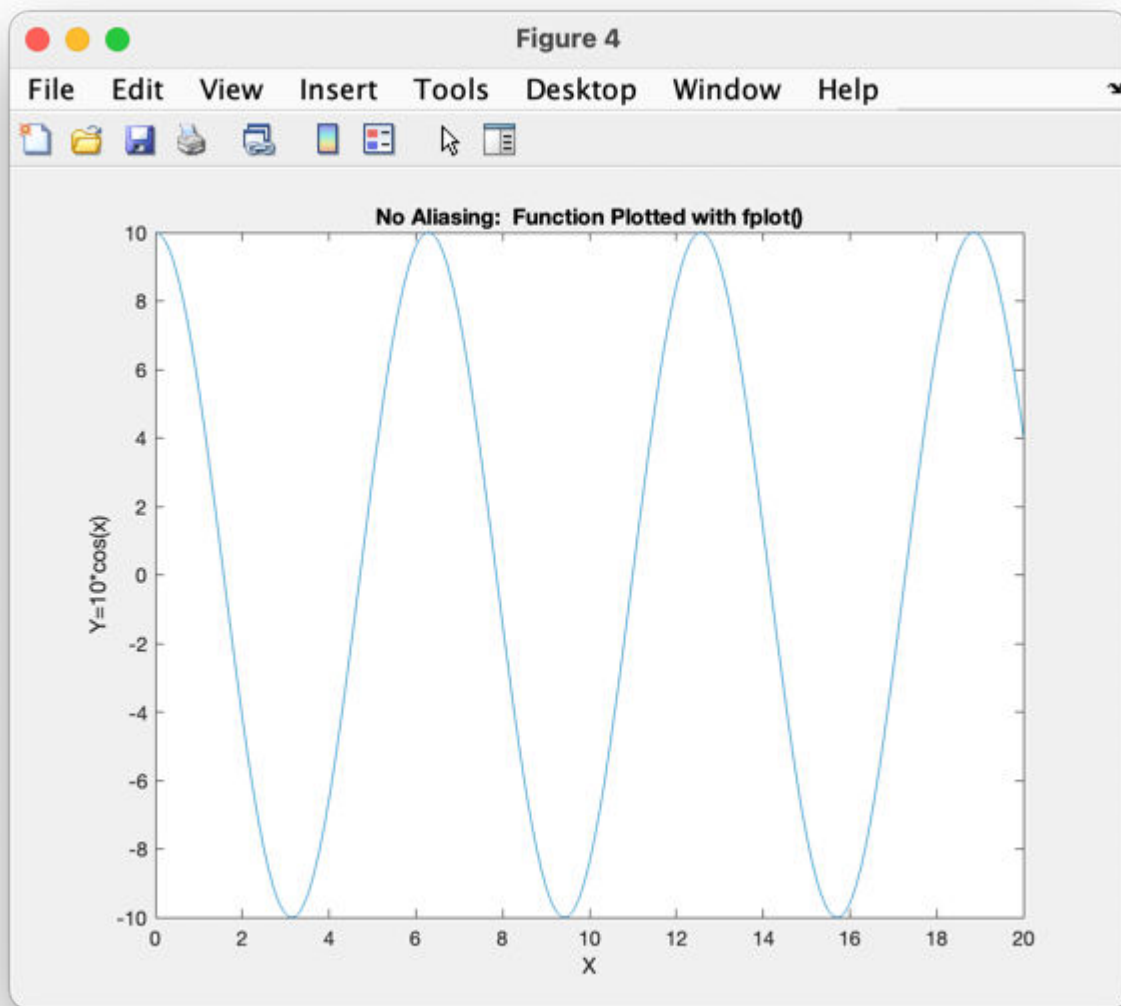 Figure 4
File Edit View Insert Tools Desktop Window Help
No Aliasing:  Function Plotted with fplot()
10
8
6
4
2
0
-2
-4
-6
-8
-10
Y=10*cos(x)
0 2 4 6 8 10 12 14 16 18 20
X